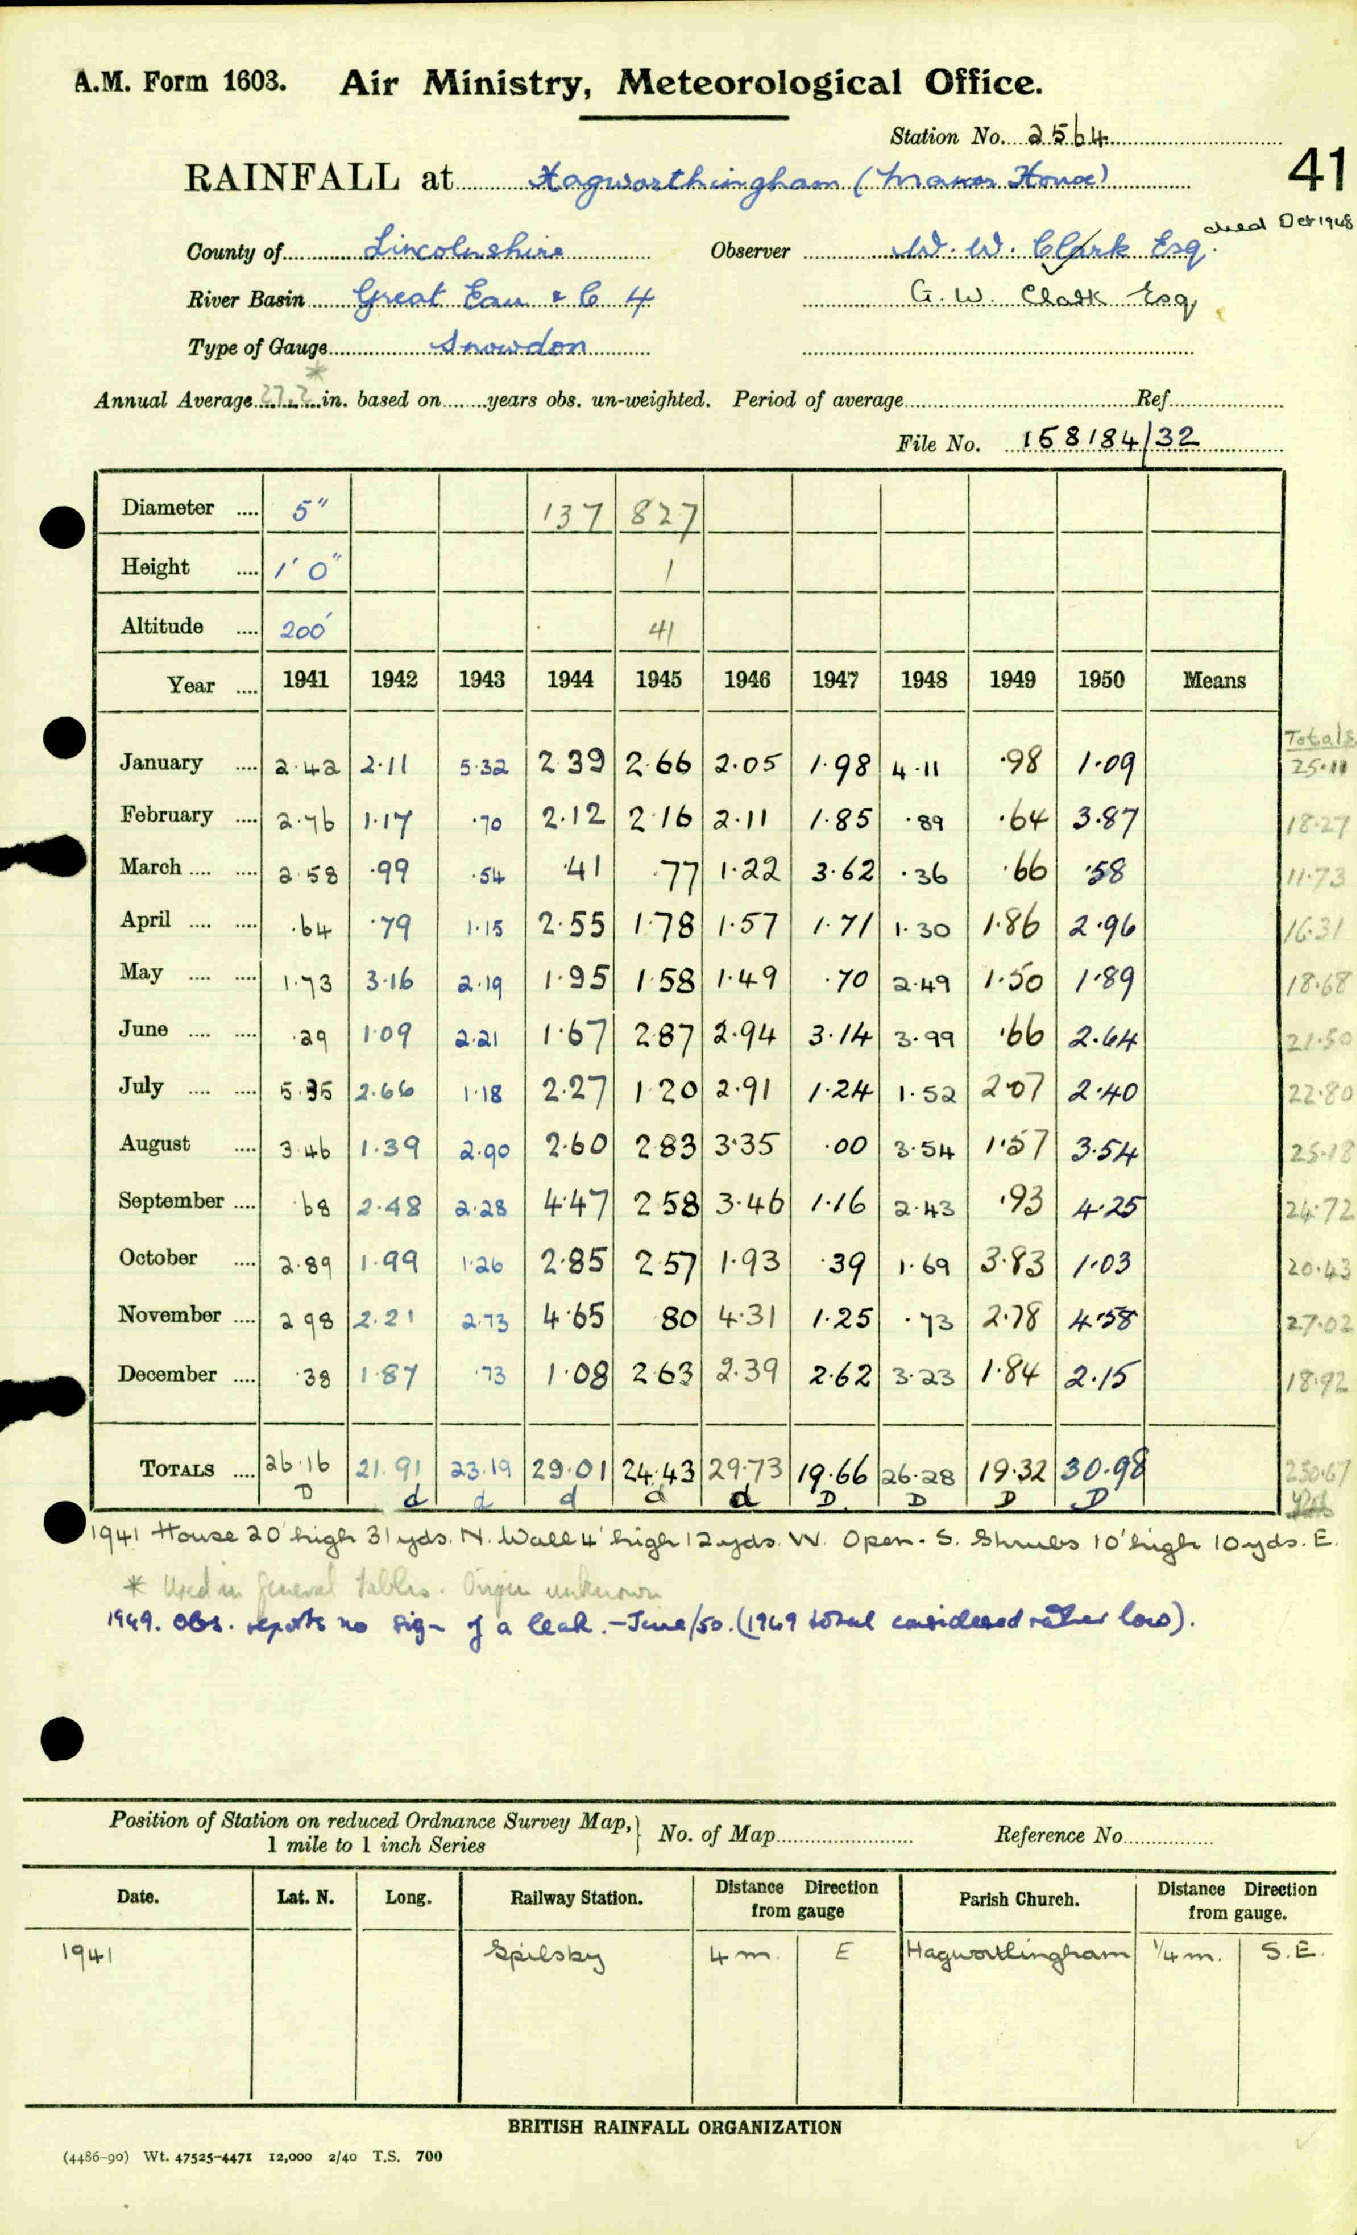 A.M. Form 1603. Air Ministry, Meteorological Office.
Station No. 2564
41
RAINFALL at Hagworthingham (Manor House)
died Oct 1948
County of Lincolnshire Observer W. W. Clark Esq.
River Basin Great Eau & C 4 G. W. Clark Esq
Type of Gauge Snowdon
Annual Average 27.2* in. based on years obs. un-weighted. Period of average Ref
File No. 158184/32
Diameter 5" 137 827
Height 1' 0" 1
Altitude 200' 41
Year 1941 1942 1943 1944 1945 1946 1947 1948 1949 1950 Means
Totals
January 2.42 2.11 5.32 2.39 2.66 2.05 1.98 4.11 .98 1.09 25.11
February 2.76 1.17 .70 2.12 2.16 2.11 1.85 .89 .64 3.87 18.27
March 2.58 .99 .54 .41 .77 1.22 3.62 .36 .66 .58 11.73
April .64 .79 1.15 2.55 1.78 1.57 1.71 1.30 1.86 2.96 16.31
May 1.73 3.16 2.19 1.95 1.58 1.49 .70 2.49 1.50 1.89 18.68
June .29 1.09 2.21 1.67 2.87 2.94 3.14 3.99 .66 2.64 21.50
July 5.35 2.66 1.18 2.27 1.20 2.91 1.24 1.52 2.07 2.40 22.80
August 3.46 1.39 2.90 2.60 2.83 3.35 .00 3.54 1.57 3.54 25.18
September .68 2.48 2.28 4.47 2.58 3.46 1.16 2.43 .93 4.25 24.72
October 2.89 1.99 1.26 2.85 2.57 1.93 .39 1.69 3.83 1.03 20.43
November 2.98 2.21 2.73 4.65 .80 4.31 1.25 .73 2.78 4.58 27.02
December .38 1.87 .73 1.08 2.63 2.39 2.62 3.23 1.84 2.15 18.92
TOTALS 26.16 21.91 23.19 29.01 24.43 29.73 19.66 26.28 19.32 30.98 250.67
D d d d d d D D D D
1941 House 20' high 31 yds. N. Wall 4' high 12 yds. W. Open. S. Shrubs 10' high 10 yds. E.
* Used in General Tables. Origin unknown
1949. Obs. reports no sign of a leak. - June/50. (1949 total considered rather low).
Position of Station on reduced Ordnance Survey Map, 1 mile to 1 inch Series } No. of Map Reference No.
Date. Lat. N. Long. Railway Station. Distance Direction from gauge Parish Church. Distance Direction from gauge.
1941 Spilsby 4 m. E Hagworthingham 1/4 m. S.E.
BRITISH RAINFALL ORGANIZATION
(4486-90) Wt. 47525-4471 12,000 2/40 T.S. 700